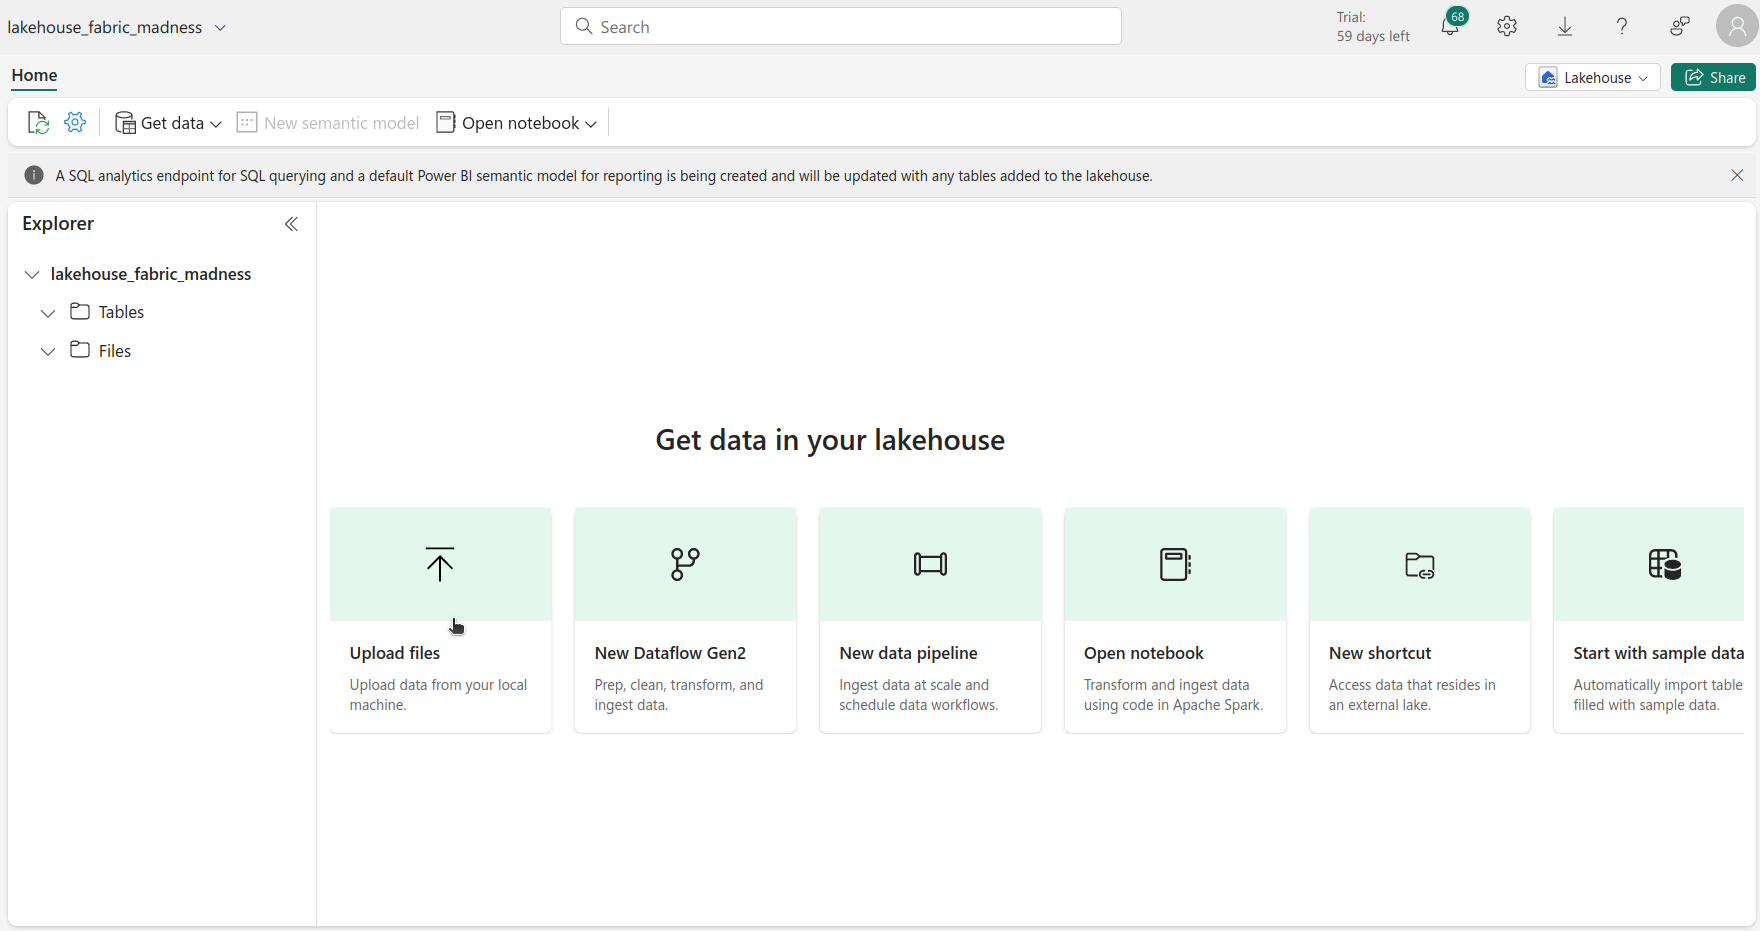 lakehouse_fabric_madness
Search
Trial:
59 days left
68
Home
Lakehouse
Share
Get data
New semantic model
Open notebook
A SQL analytics endpoint for SQL querying and a default Power BI semantic model for reporting is being created and will be updated with any tables added to the lakehouse.
Explorer
lakehouse_fabric_madness
Tables
Files
Get data in your lakehouse
Upload files
Upload data from your local
machine.
New Dataflow Gen2
Prep, clean, transform, and
ingest data.
New data pipeline
Ingest data at scale and
schedule data workflows.
Open notebook
Transform and ingest data
using code in Apache Spark.
New shortcut
Access data that resides in
an external lake.
Start with sample data
Automatically import table
filled with sample data.